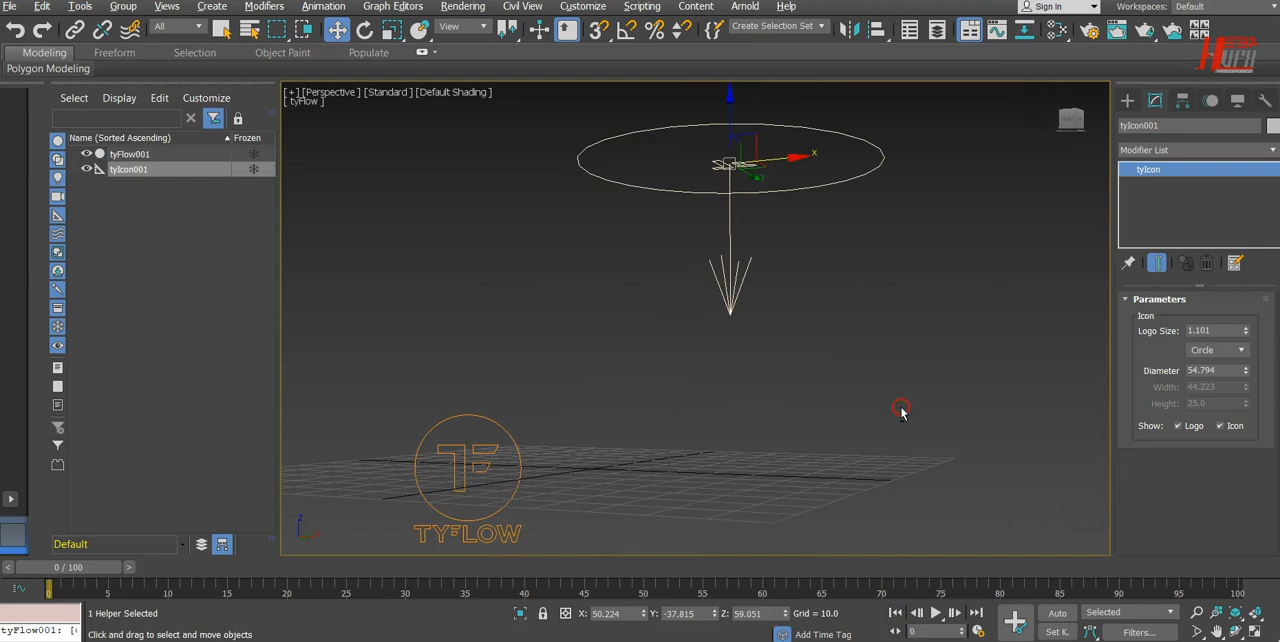 File Edit Tools Group Views Create Modifiers Animation Graph Editors Rendering Civil View Customize Scripting Content Arnold Help Sign In Workspaces: Default
All View Create Selection Set
Modeling Freeform Selection Object Paint Populate
Polygon Modeling
Select Display Edit Customize
Name (Sorted Ascending) Frozen
tyFlow001
tyIcon001
Default
[+] [Perspective] [Standard] [Default Shading]
[tyFlow]
x
y
TYFLOW
z
tyIcon001
Modifier List
tyIcon
Parameters
Icon
Logo Size: 1.101
Circle
Diameter 54.794
Width: 44.223
Height: 25.0
Show: Logo Icon
0 / 100
0 5 10 15 20 25 30 35 40 45 50 55 60 65 70 75 80 85 90 95 100
1 Helper Selected X: 50.224 Y: -37.815 Z: 59.051 Grid = 10.0 Auto Selected
tyFlow001: [ Click and drag to select and move objects Add Time Tag 0 Set K. Filters...